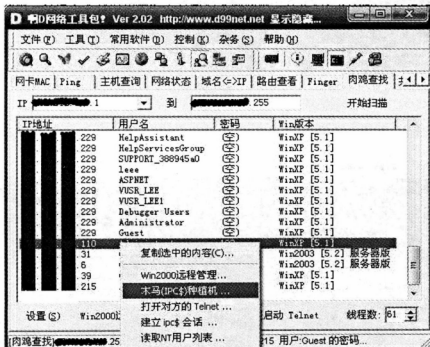 啊D网络工具包! Ver 2.02 http://www.d99net.net 显示隐藏...
文件(F) 工具(T) 常用软件(D) 控制(K) 杂务(S) 帮助(H)
网卡MAC Ping 主机查询 网络状态 域名<=>IP 路由查看 Finger 肉鸡查找
IP .1 到 .255 开始扫描
IP地址 用户名 密码 Win版本
.229 HelpAssistant (空) WinXP [5.1]
.229 HelpServicesGroup (空) WinXP [5.1]
.229 SUPPORT_388945a0 (空) WinXP [5.1]
.229 leee (空) WinXP [5.1]
.229 ASPNET (空) WinXP [5.1]
.229 VUSR_LEE (空) WinXP [5.1]
.229 VUSR_LEE1 (空) WinXP [5.1]
.229 Debugger Users (空) WinXP [5.1]
.229 Administrator (空) WinXP [5.1]
.229 Guest (空) WinXP [5.1]
.110 WinXP [5.1]
.31 Win2003 [5.2] 服务器版
.6 Win2003 [5.2] 服务器版
.39 WinXP [5.1]
.215 WinXP [5.1]
复制选中的内容(C)...
Win2000远程管理...
木马(IPC$)种植机 ...
打开对方的 Telnet ...
建立 ipc$ 会话 ...
读取NT用户列表 ...
设置(S) Win2000 启动 Telnet 线程数: 61
215 用户:Guest 的密码...